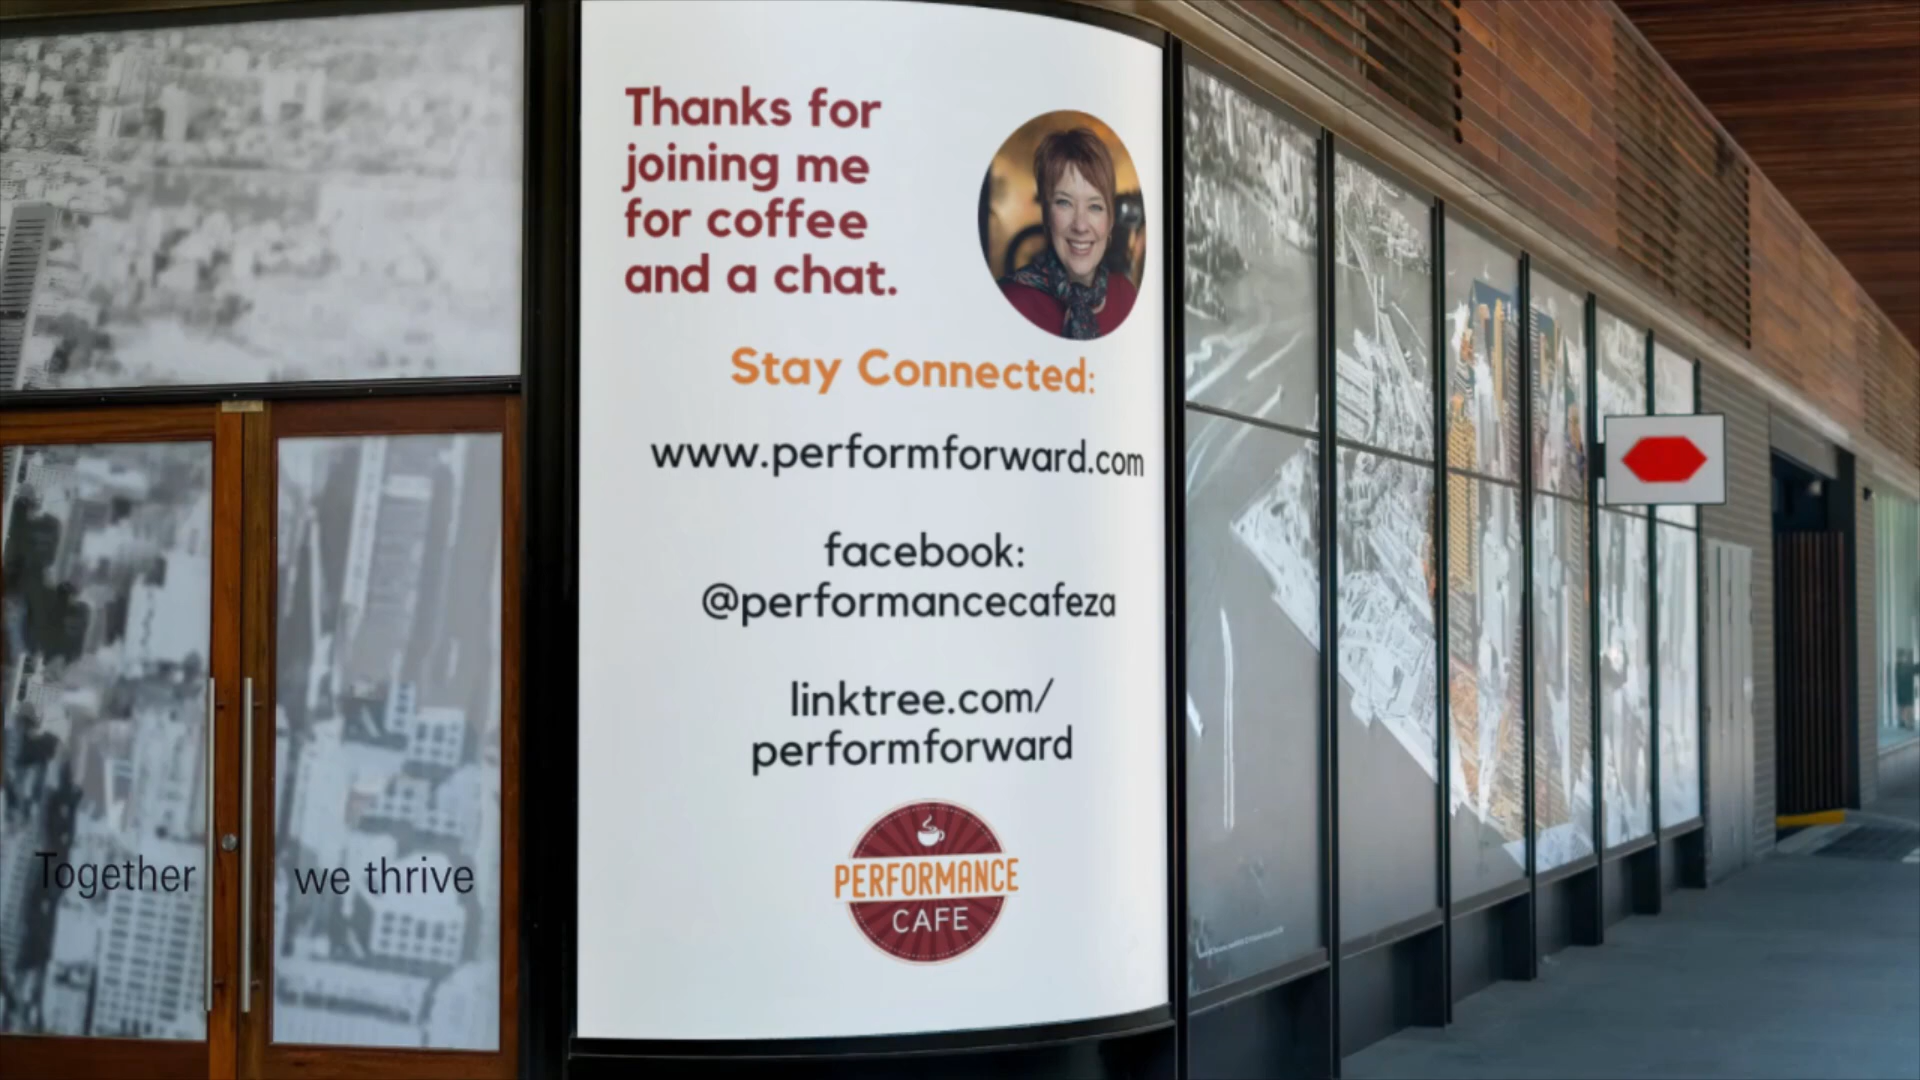 Thanks for
joining me
for coffee
and a chat.
Stay Connected:
www.performforward.com
facebook:
@performancecafeza
linktree.com/
performforward
PERFORMANCE
CAFE
Together we thrive